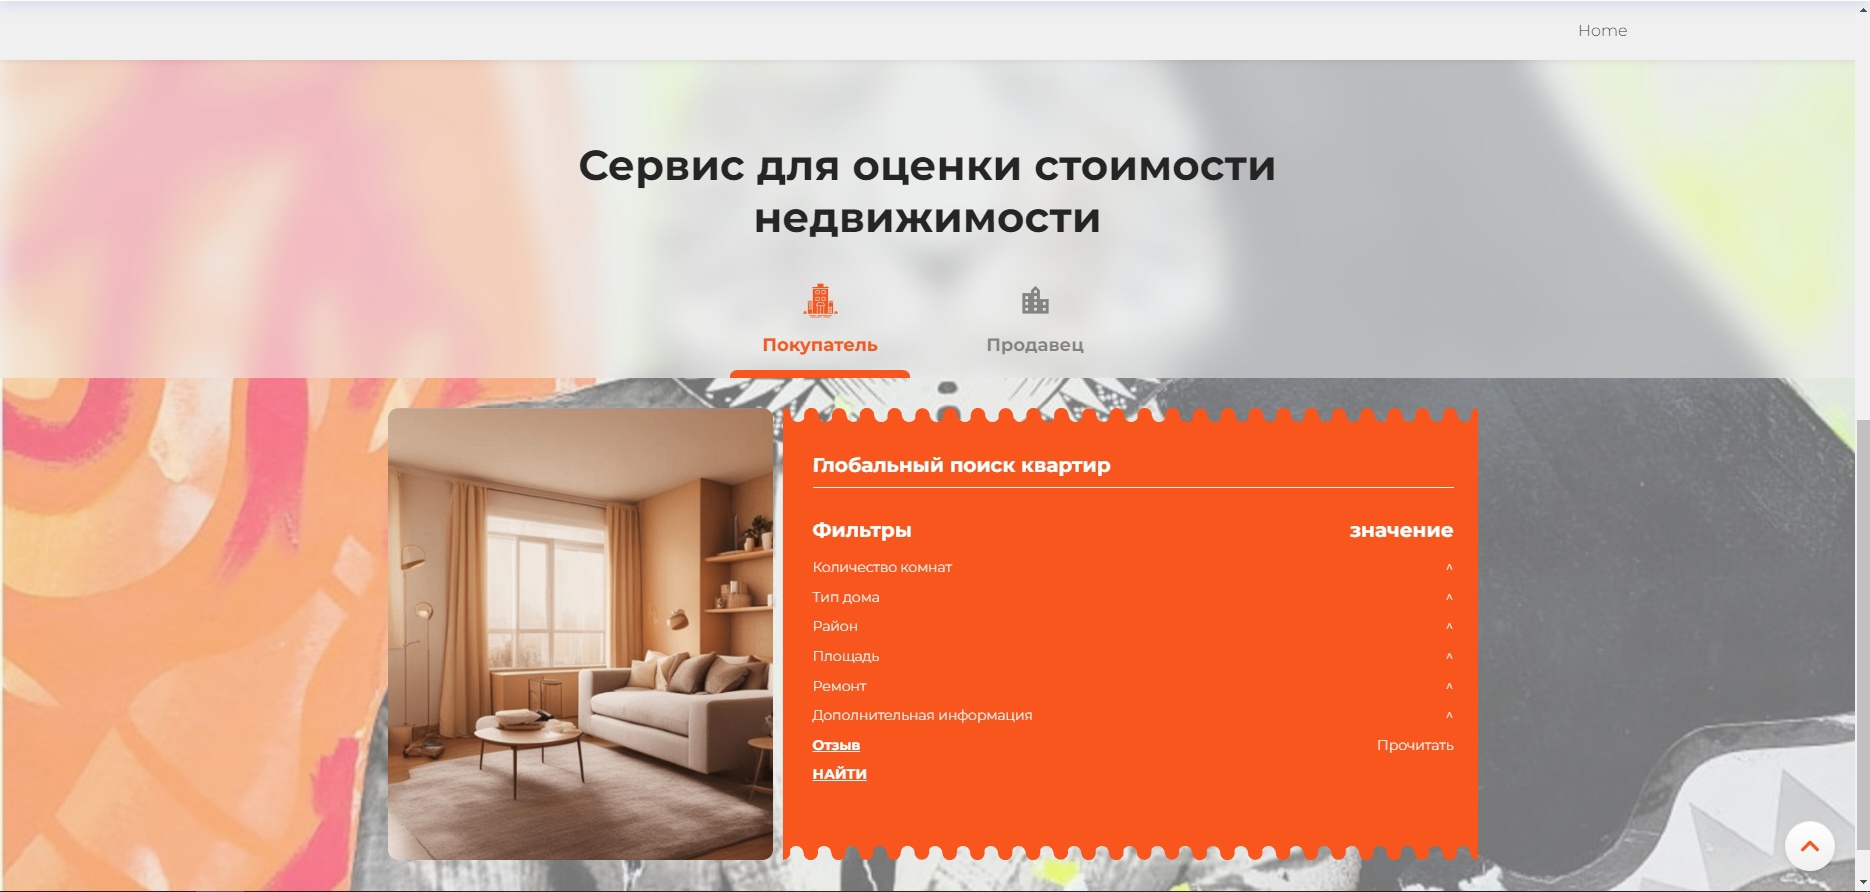 Home
Сервис для оценки стоимости
недвижимости
Покупатель
Продавец
Глобальный поиск квартир
Фильтры значение
Количество комнат ^
Тип дома ^
Район ^
Площадь ^
Ремонт ^
Дополнительная информация ^
Отзыв Прочитать
НАЙТИ